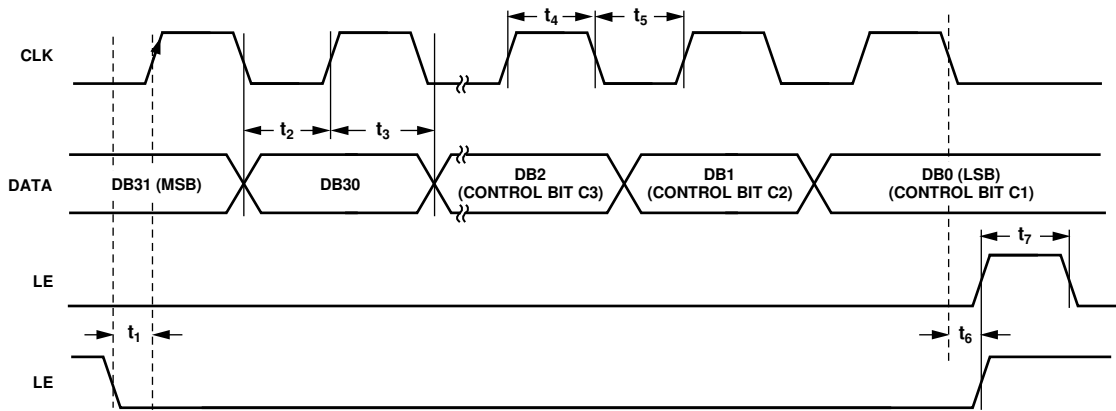 t4
t5
CLK
t2
t3
DATA
DB31 (MSB)
DB30
DB2
(CONTROL BIT C3)
DB1
(CONTROL BIT C2)
DB0 (LSB)
(CONTROL BIT C1)
t7
LE
t1
t6
LE